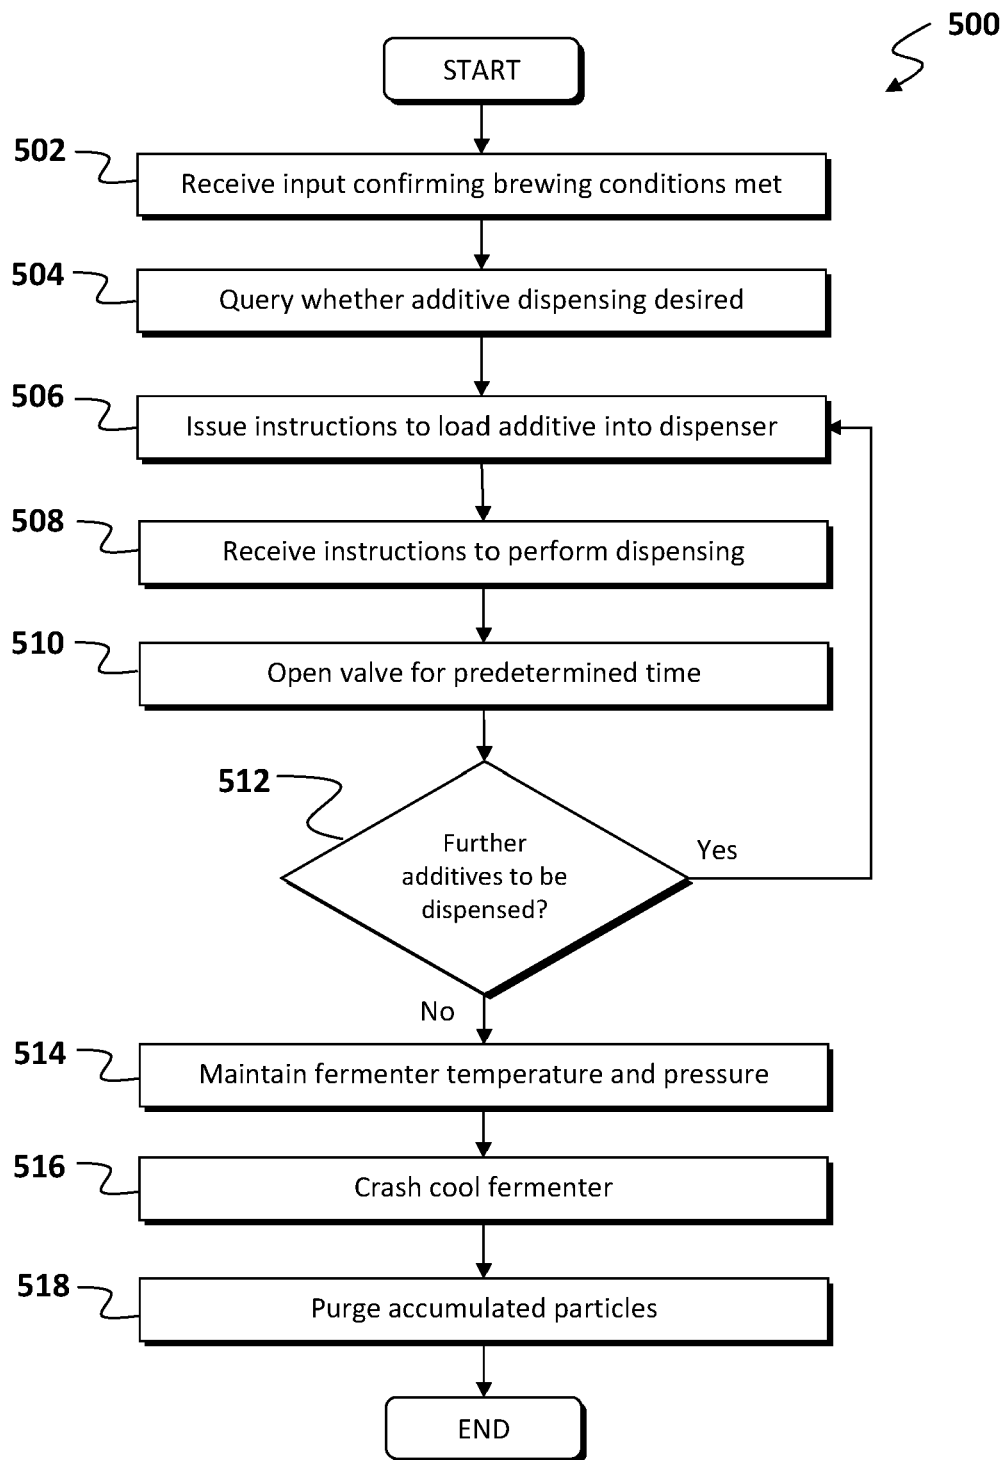 500
START
502
Receive input confirming brewing conditions met
504
Query whether additive dispensing desired
506
Issue instructions to load additive into dispenser
508
Receive instructions to perform dispensing
510
Open valve for predetermined time
512
Further
additives to be
dispensed?
Yes
No
514
Maintain fermenter temperature and pressure
516
Crash cool fermenter
518
Purge accumulated particles
END